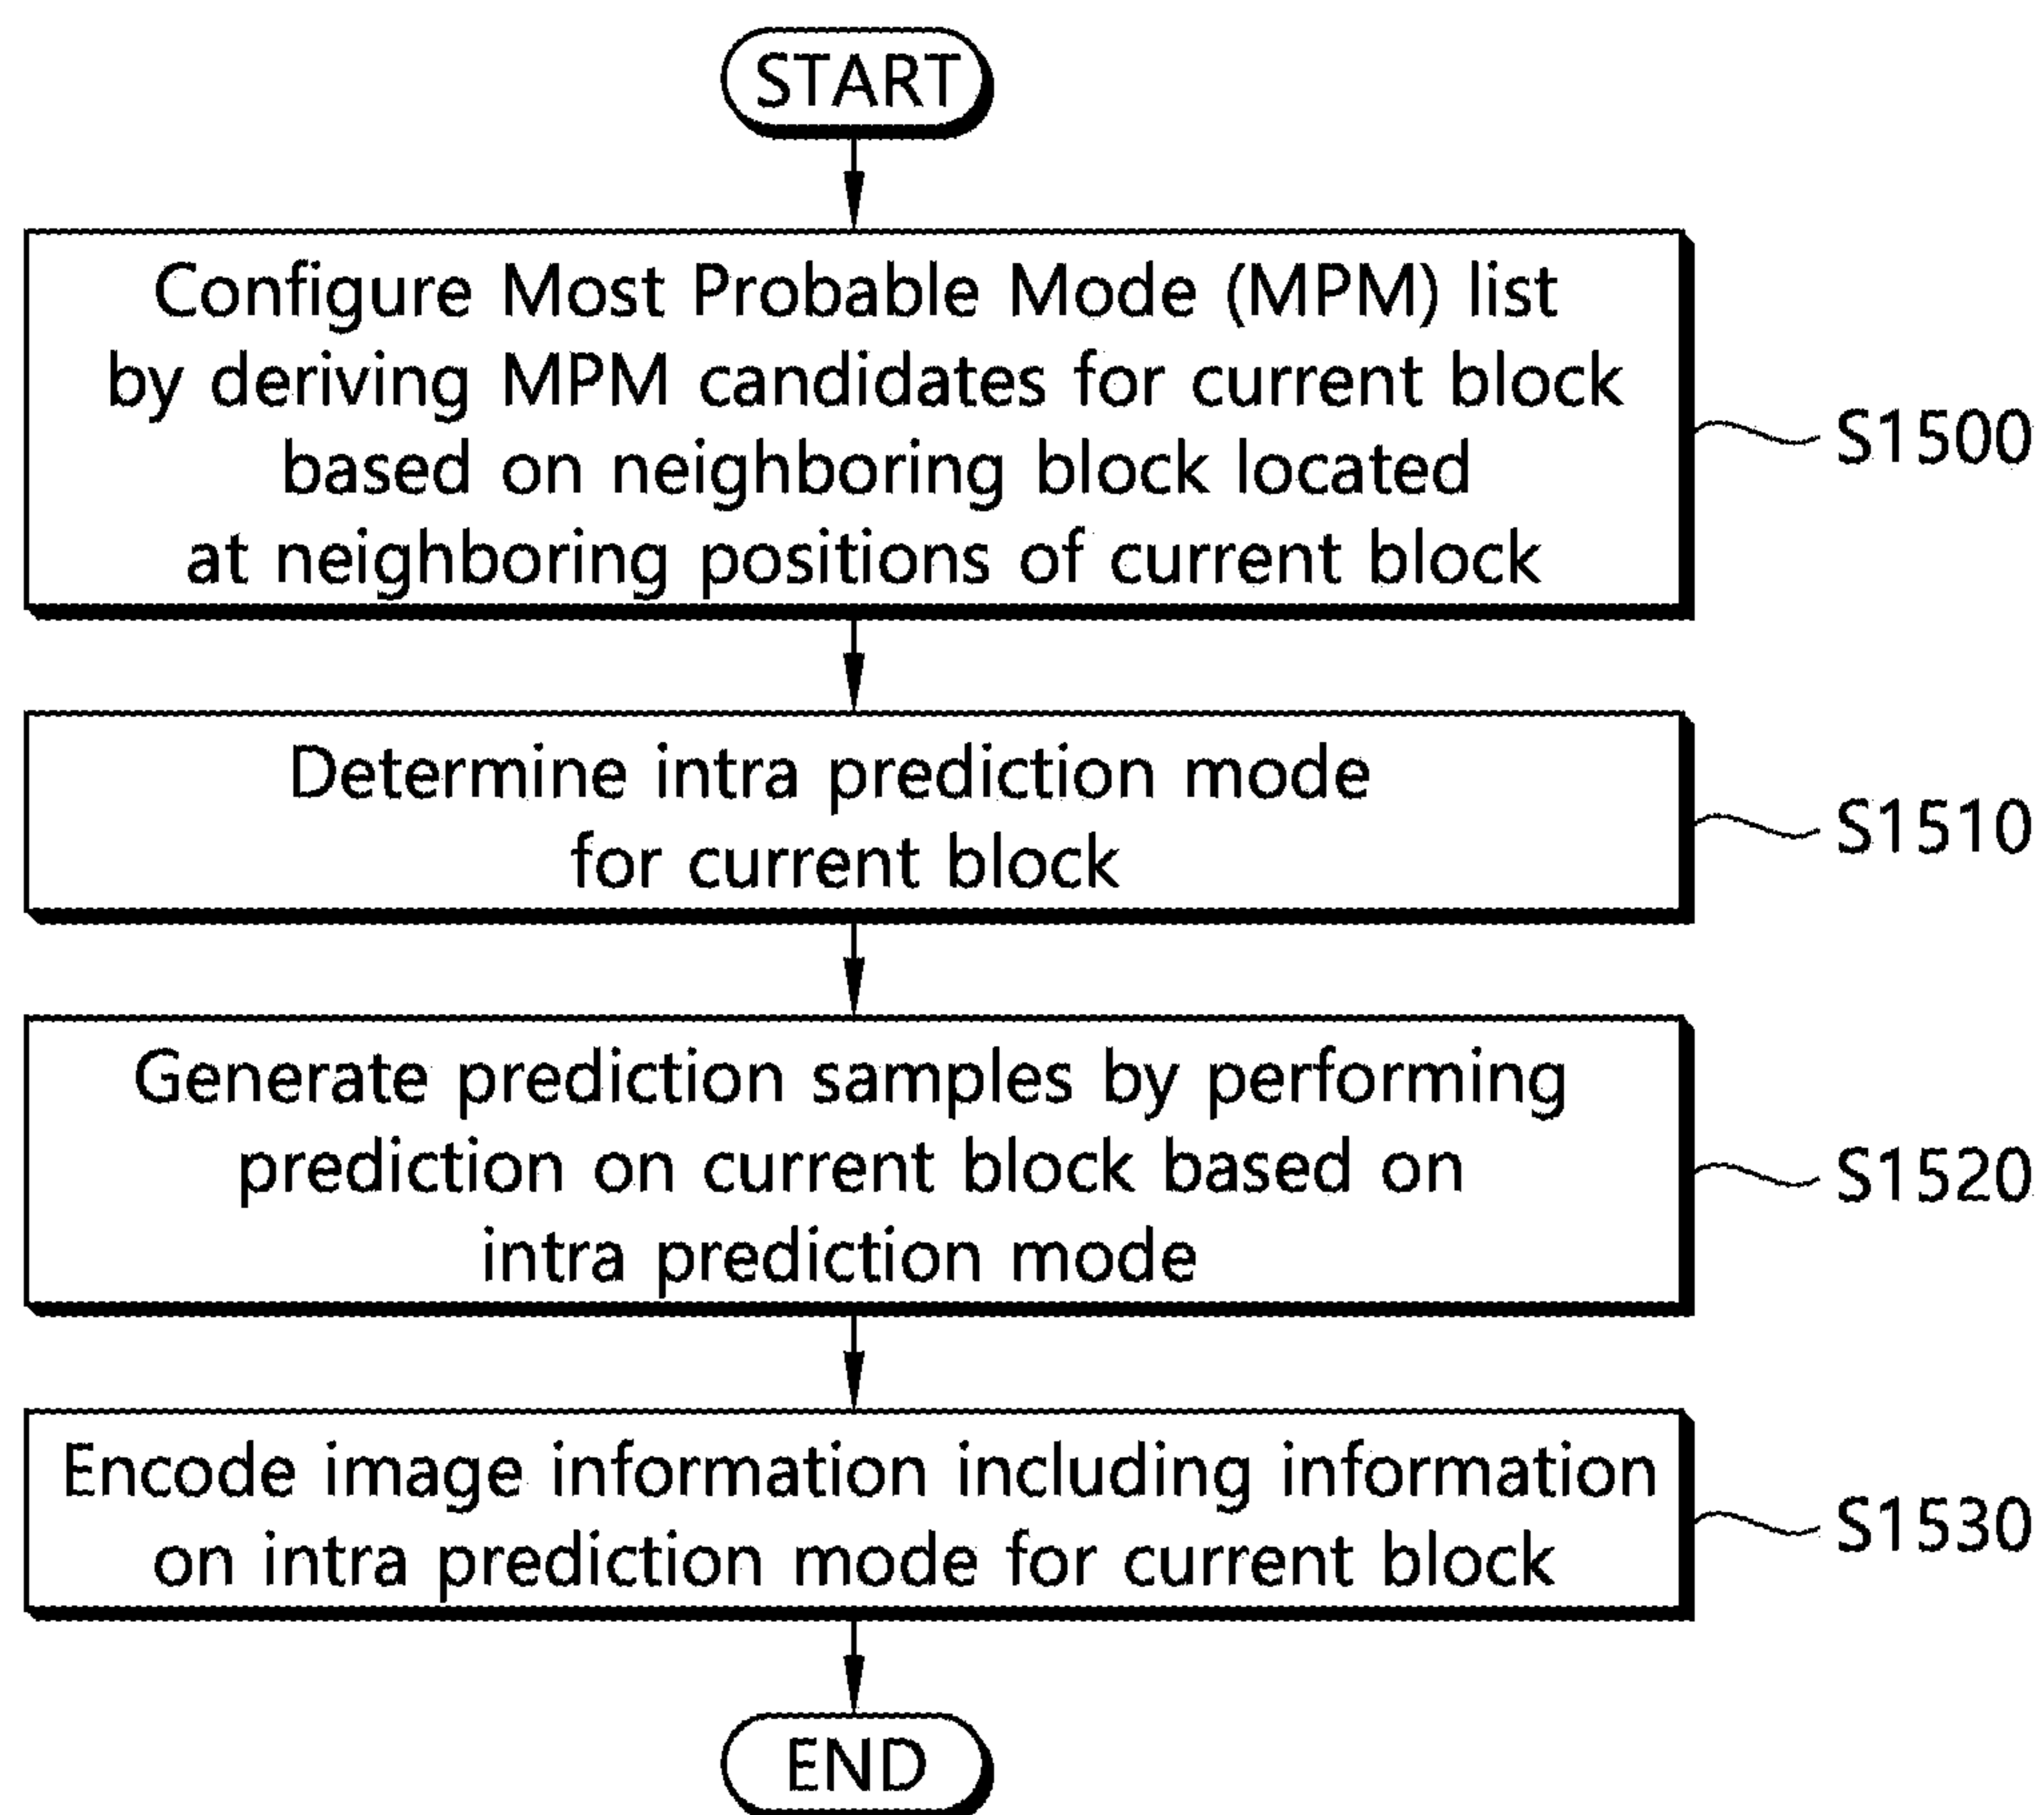 START
Configure Most Probable Mode (MPM) list
by deriving MPM candidates for current block
based on neighboring block located
at neighboring positions of current block
S1500
Determine intra prediction mode
for current block
S1510
Generate prediction samples by performing
prediction on current block based on
intra prediction mode
S1520
Encode image information including information
on intra prediction mode for current block
S1530
END